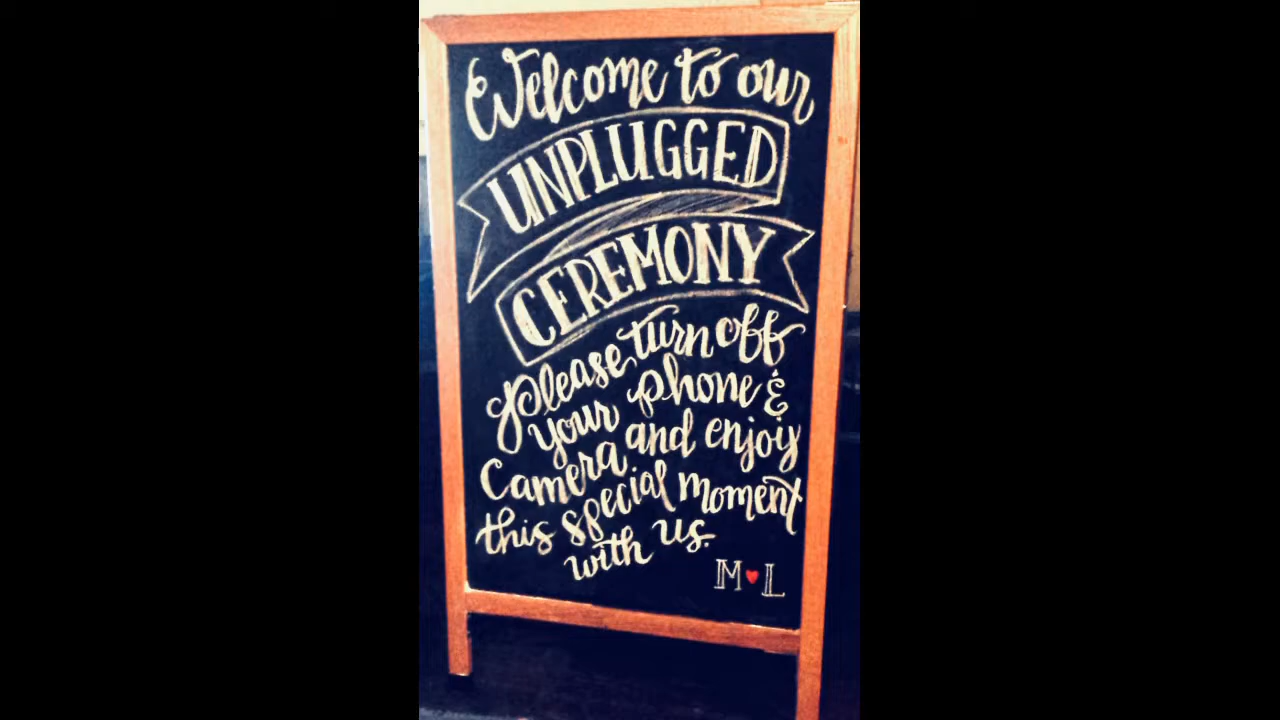 Welcome to our
UNPLUGGED
CEREMONY
Please turn off
your phone &
Camera and enjoy
this special moment
with us.
M ♥ L